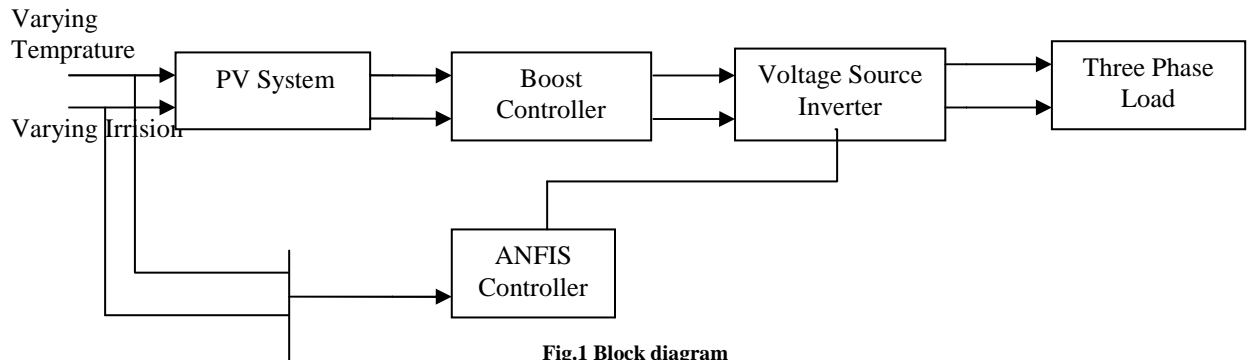 Varying
Temprature
PV System
Boost
Controller
Voltage Source
Inverter
Three Phase
Load
Varying Irrision
ANFIS
Controller
Fig.1 Block diagram